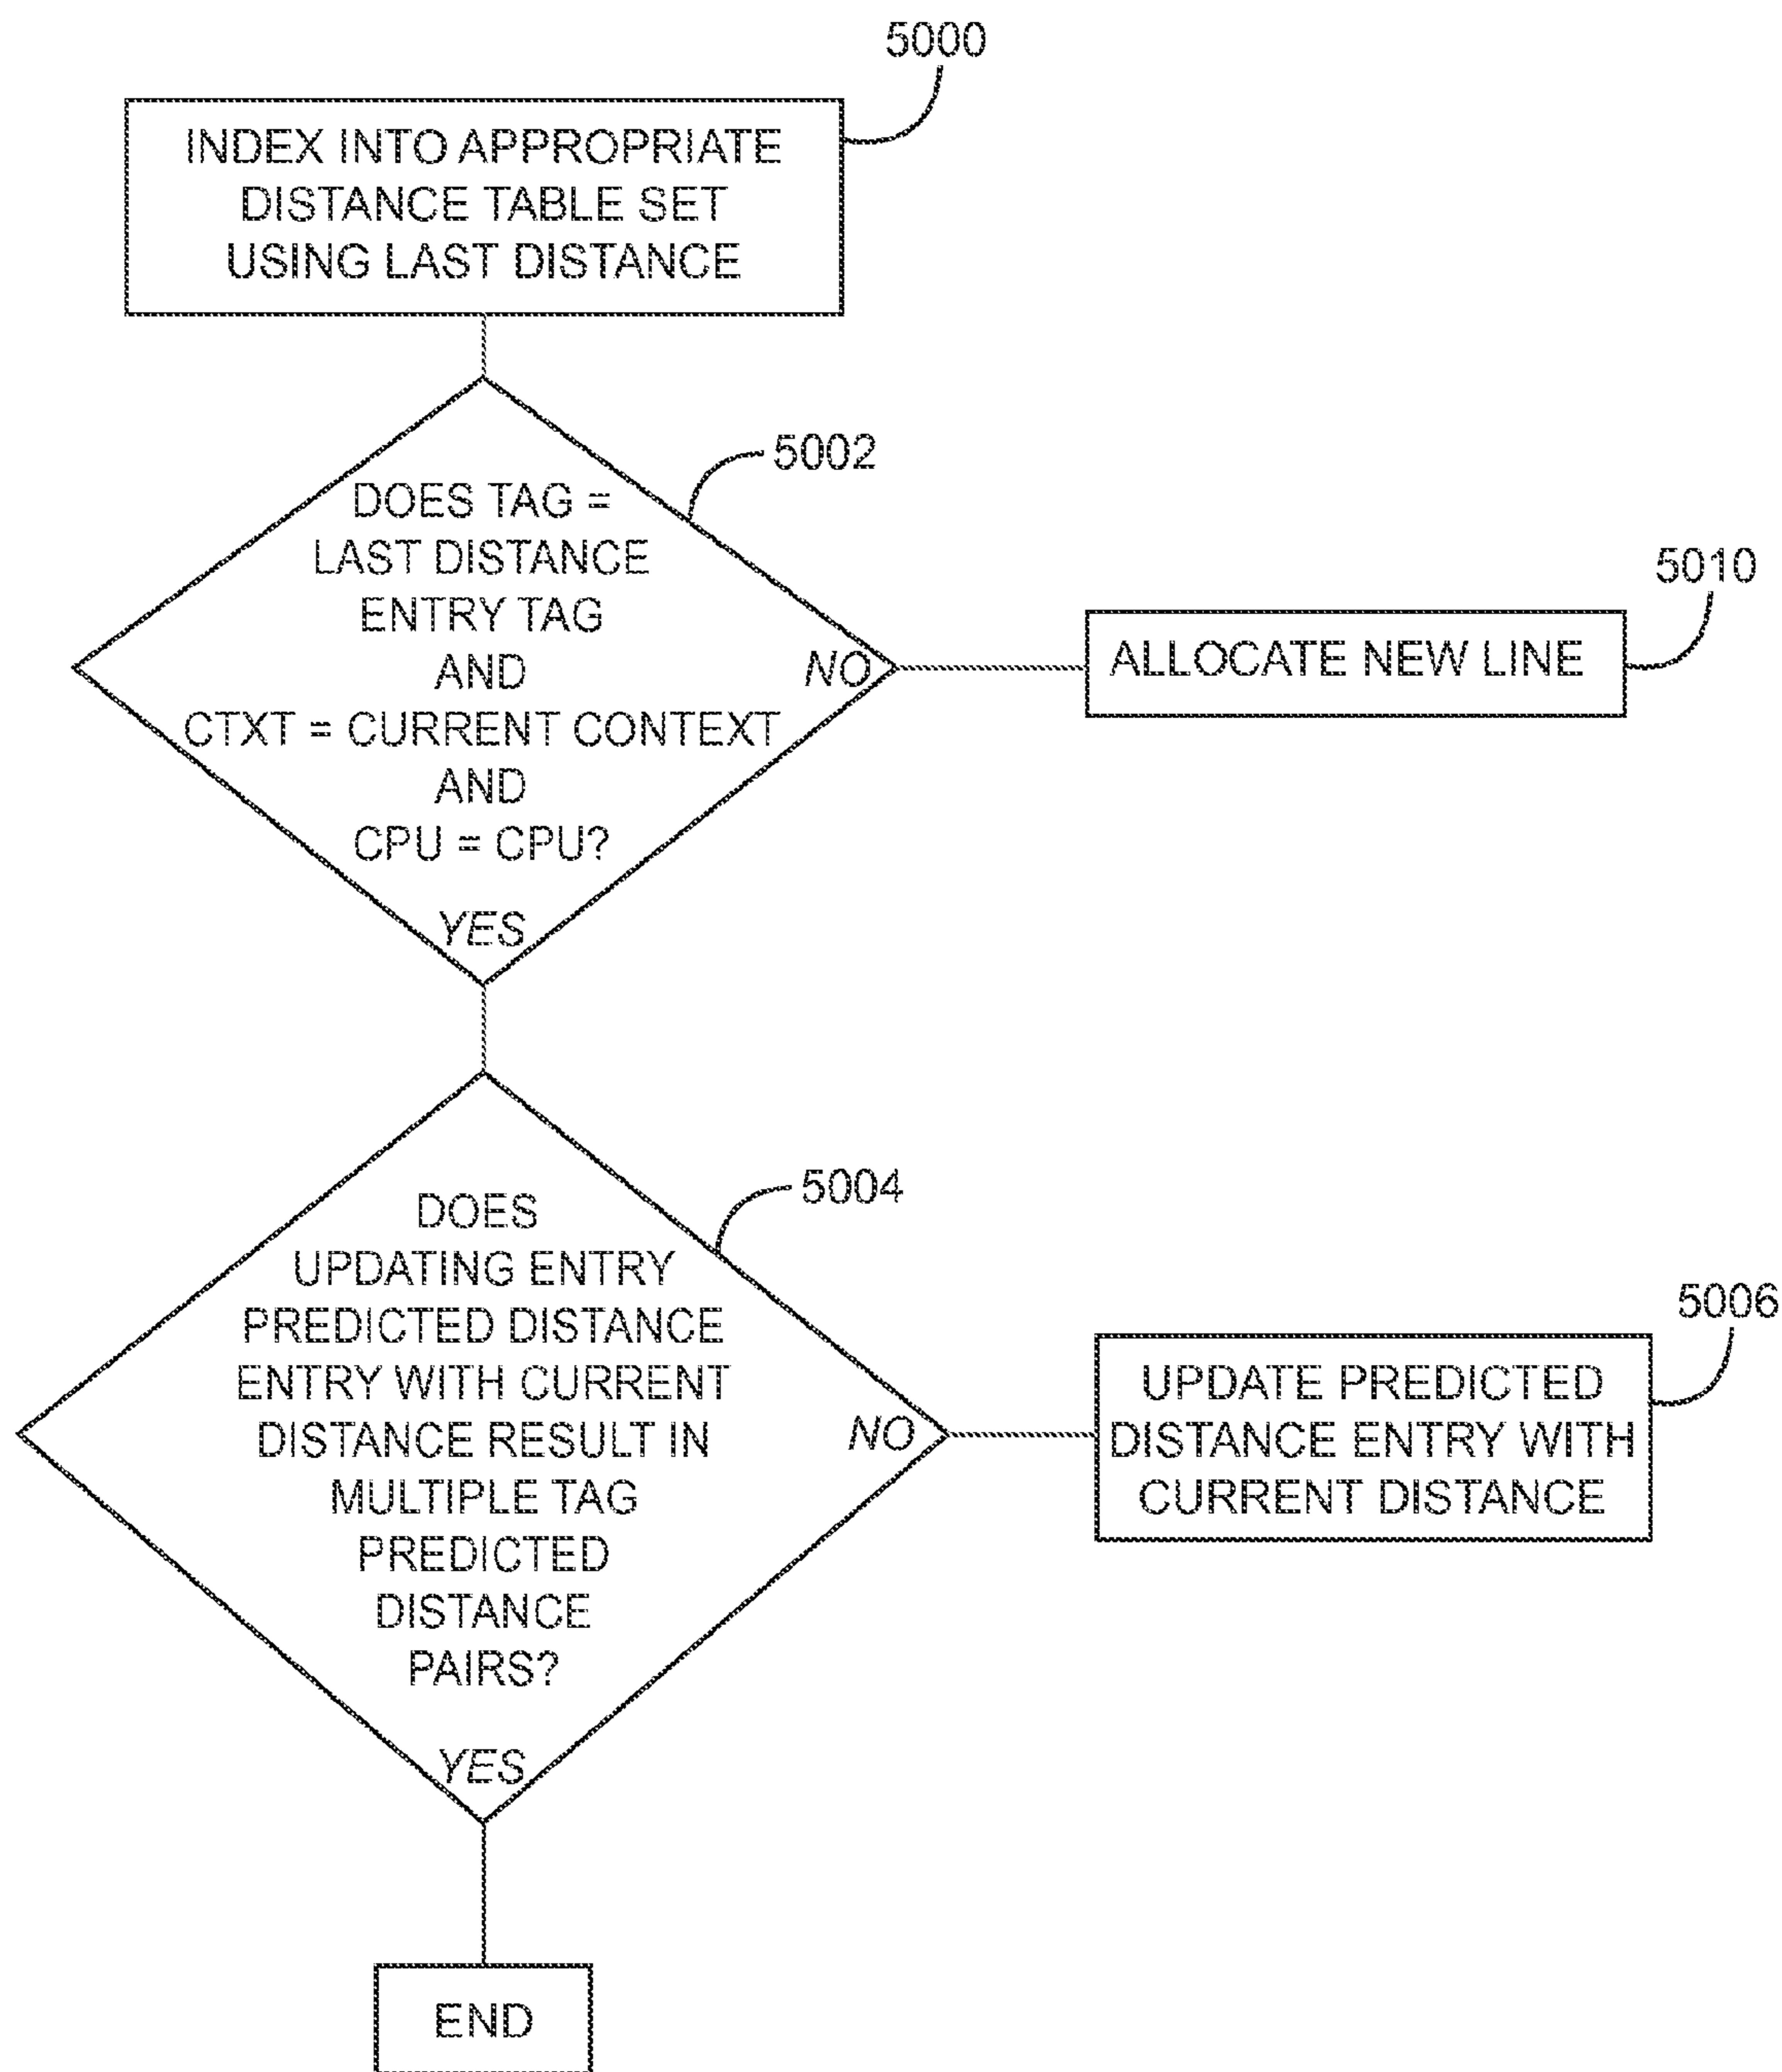 5000
INDEX INTO APPROPRIATE
DISTANCE TABLE SET
USING LAST DISTANCE
5002
DOES TAG =
LAST DISTANCE
ENTRY TAG
AND
CTXT = CURRENT CONTEXT
AND
CPU = CPU?
NO
YES
5010
ALLOCATE NEW LINE
5004
DOES
UPDATING ENTRY
PREDICTED DISTANCE
ENTRY WITH CURRENT
DISTANCE RESULT IN
MULTIPLE TAG
PREDICTED
DISTANCE
PAIRS?
NO
YES
5006
UPDATE PREDICTED
DISTANCE ENTRY WITH
CURRENT DISTANCE
END